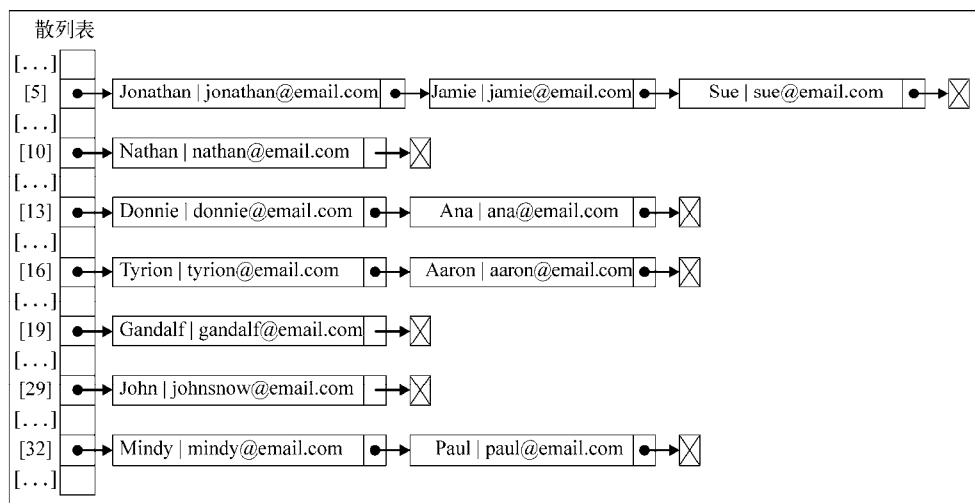 散列表
[...]
[5] Jonathan | jonathan@email.com Jamie | jamie@email.com Sue | sue@email.com
[...]
[10] Nathan | nathan@email.com
[...]
[13] Donnie | donnie@email.com Ana | ana@email.com
[...]
[16] Tyrion | tyrion@email.com Aaron | aaron@email.com
[...]
[19] Gandalf | gandalf@email.com
[...]
[29] John | johnsnow@email.com
[...]
[32] Mindy | mindy@email.com Paul | paul@email.com
[...]